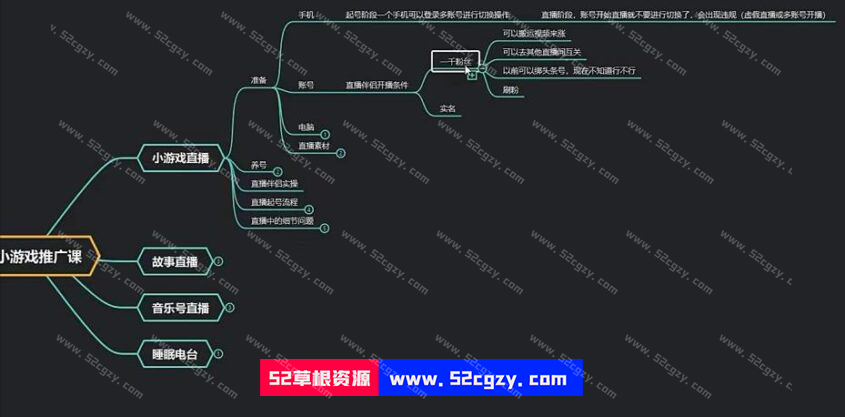 手机
起号阶段一个手机可以登录多账号进行切换操作
直播阶段，账号开始直播就不要进行切换了，会出现违规（虚假直播或多账号开播）
可以搬运视频来涨
可以去其他直播间互关
一千粉丝
以前可以绑头条号，现在不知道行不行
准备
账号
直播伴侣开播条件
刷粉
实名
电脑
直播素材
小游戏直播
养号
直播伴侣实操
直播起号流程
直播中的细节问题
小游戏推广课
故事直播
音乐号直播
睡眠电台
52草根资源
www.52cgzy.com